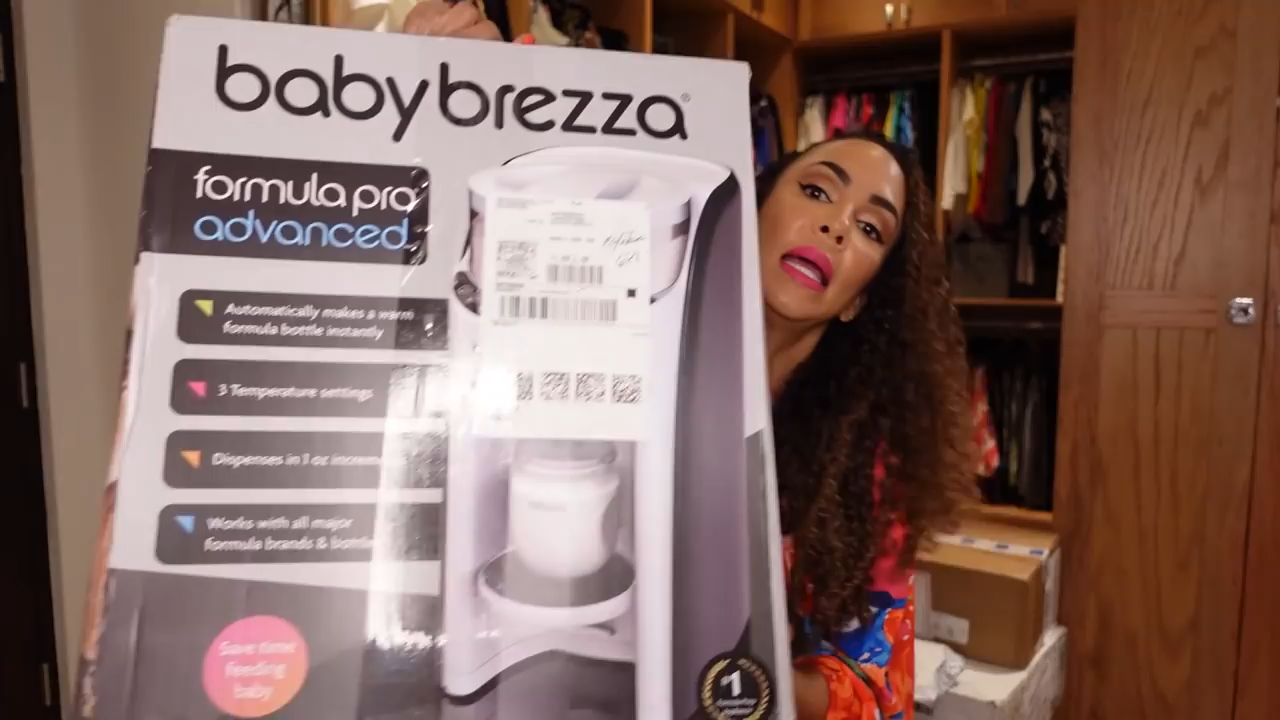 babybrezza®
formula pro
advanced
Automatically makes a warm
formula bottle instantly
3 Temperature settings
Dispenses in 1 oz
Works with all major
formula brands &
Save time
feeding
baby
#1